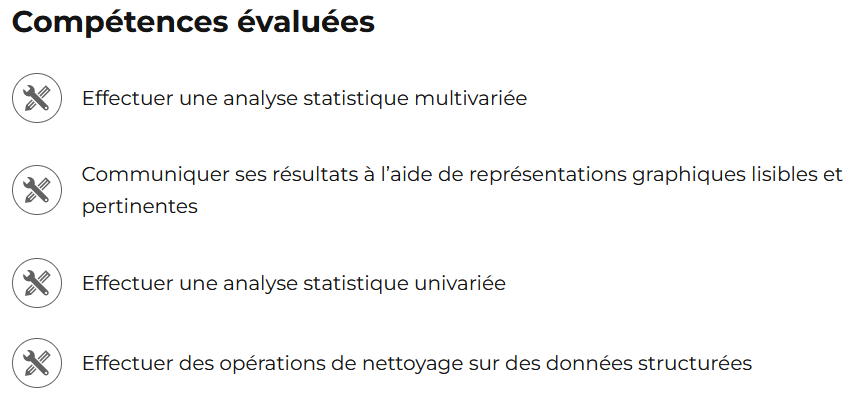 Compétences évaluées
Effectuer une analyse statistique multivariée
Communiquer ses résultats à l’aide de représentations graphiques lisibles et
pertinentes
Effectuer une analyse statistique univariée
Effectuer des opérations de nettoyage sur des données structurées